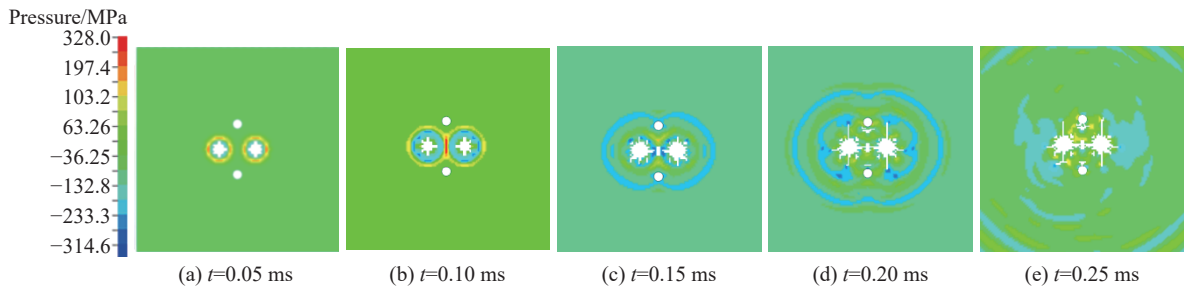 Pressure/MPa
328.0
197.4
103.2
63.26
−36.25
−132.8
−233.3
−314.6
(a) t=0.05 ms
(b) t=0.10 ms
(c) t=0.15 ms
(d) t=0.20 ms
(e) t=0.25 ms